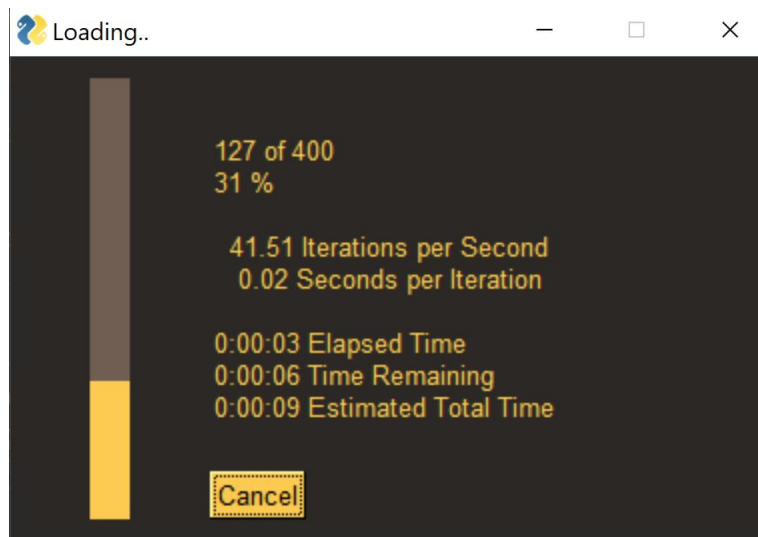 Loading..
127 of 400
31 %
41.51 Iterations per Second
0.02 Seconds per Iteration
0:00:03 Elapsed Time
0:00:06 Time Remaining
0:00:09 Estimated Total Time
Cancel